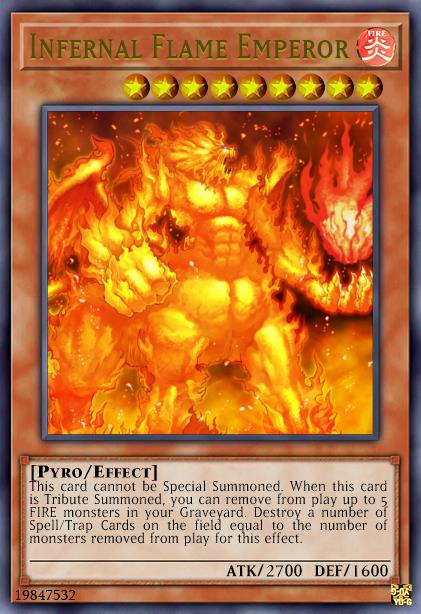 INFERNAL FLAME EMPEROR
FIRE
炎
[PYRO/EFFECT]
This card cannot be Special Summoned. When this card
is Tribute Summoned, you can remove from play up to 5
FIRE monsters in your Graveyard. Destroy a number of
Spell/Trap Cards on the field equal to the number of
monsters removed from play for this effect.
ATK/2700 DEF/1600
19847532